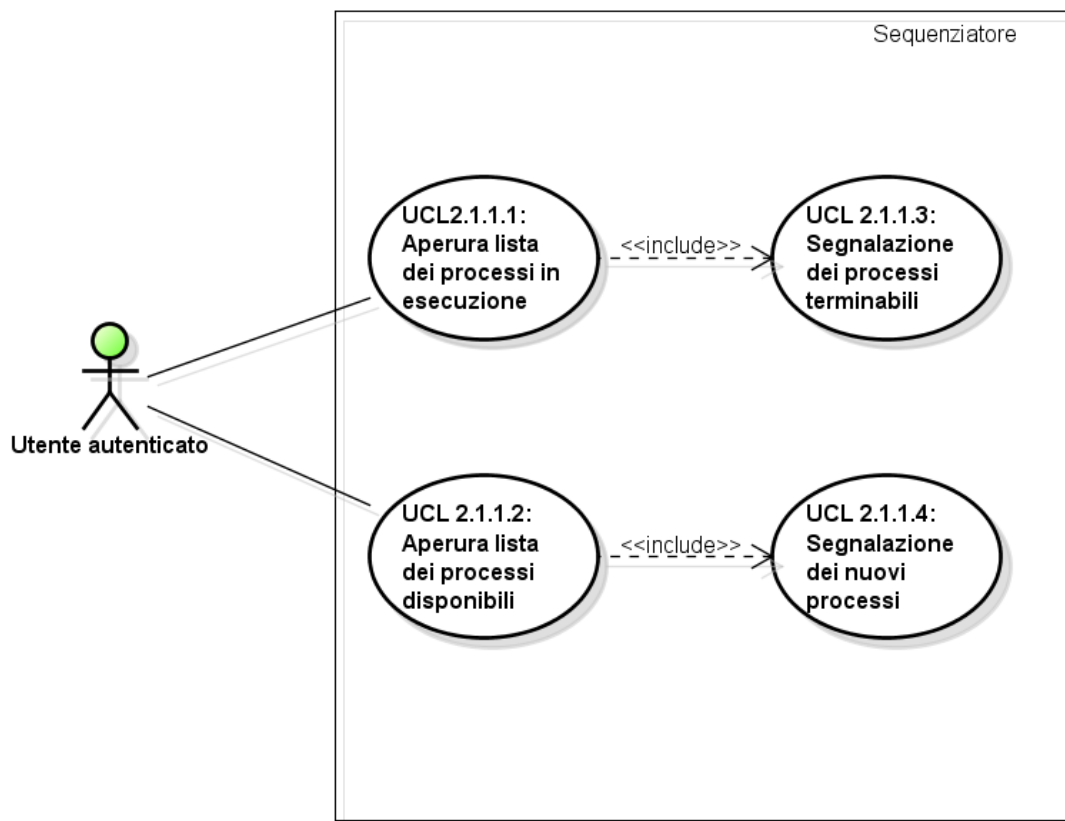 Sequenziatore
UCL2.1.1.1:
Aperura lista
dei processi in
esecuzione
<<include>>
UCL 2.1.1.3:
Segnalazione
dei processi
terminabili
Utente autenticato
UCL 2.1.1.2:
Aperura lista
dei processi
disponibili
<<include>>
UCL 2.1.1.4:
Segnalazione
dei nuovi
processi